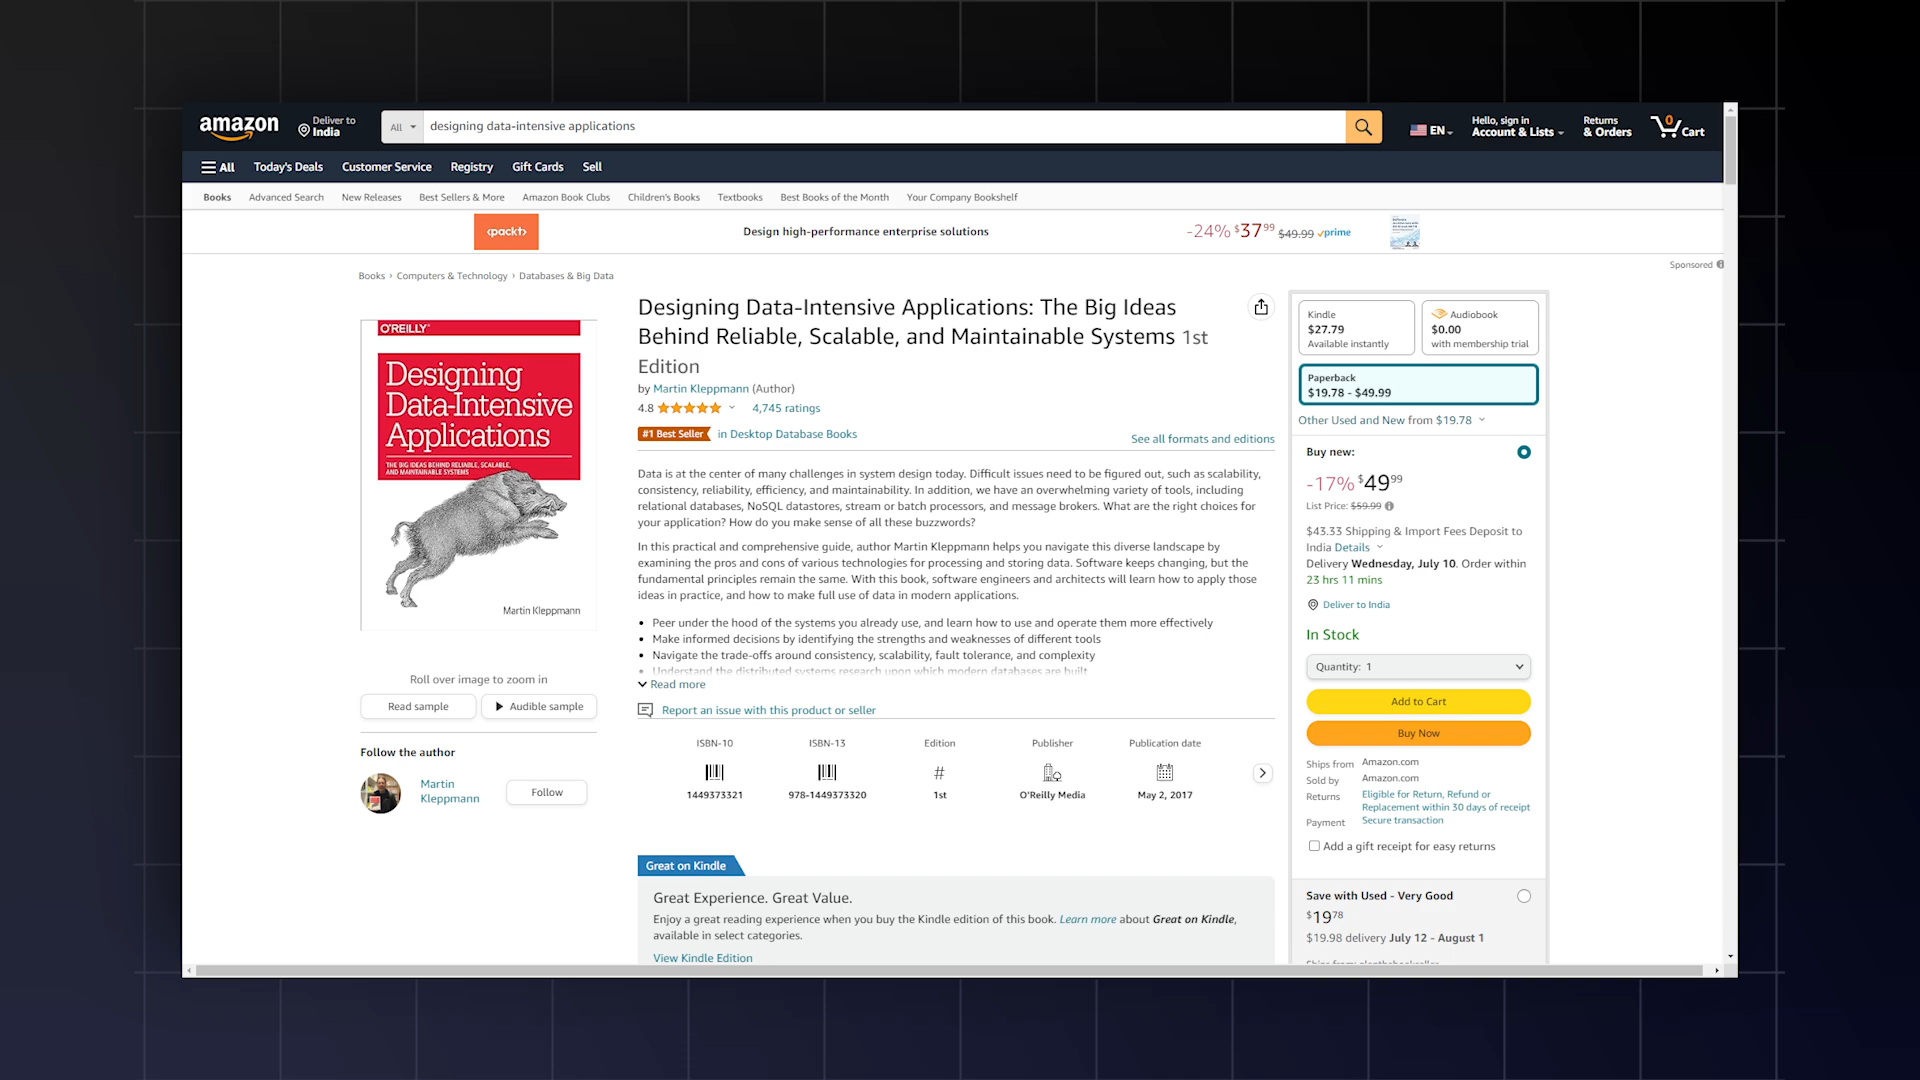 amazon
Deliver to
India
All
designing data-intensive applications
EN
Hello, sign in
Account & Lists
Returns
& Orders
0
Cart
All
Today's Deals
Customer Service
Registry
Gift Cards
Sell
Books
Advanced Search
New Releases
Best Sellers & More
Amazon Book Clubs
Children's Books
Textbooks
Best Books of the Month
Your Company Bookshelf
<packt>
Design high-performance enterprise solutions
-24% $37 99 $49.99 prime
Sponsored
Books › Computers & Technology › Databases & Big Data
O'REILLY
Designing
Data-Intensive
Applications
THE BIG IDEAS BEHIND RELIABLE, SCALABLE,
AND MAINTAINABLE SYSTEMS
Martin Kleppmann
Roll over image to zoom in
Read sample
Audible sample
Follow the author
Martin
Kleppmann
Follow
Designing Data-Intensive Applications: The Big Ideas
Behind Reliable, Scalable, and Maintainable Systems 1st
Edition
by Martin Kleppmann (Author)
4.8
4,745 ratings
#1 Best Seller
in Desktop Database Books
See all formats and editions
Data is at the center of many challenges in system design today. Difficult issues need to be figured out, such as scalability,
consistency, reliability, efficiency, and maintainability. In addition, we have an overwhelming variety of tools, including
relational databases, NoSQL datastores, stream or batch processors, and message brokers. What are the right choices for
your application? How do you make sense of all these buzzwords?
In this practical and comprehensive guide, author Martin Kleppmann helps you navigate this diverse landscape by
examining the pros and cons of various technologies for processing and storing data. Software keeps changing, but the
fundamental principles remain the same. With this book, software engineers and architects will learn how to apply those
ideas in practice, and how to make full use of data in modern applications.
• Peer under the hood of the systems you already use, and learn how to use and operate them more effectively
• Make informed decisions by identifying the strengths and weaknesses of different tools
• Navigate the trade-offs around consistency, scalability, fault tolerance, and complexity
• Understand the distributed systems research upon which modern databases are built
Read more
Report an issue with this product or seller
ISBN-10
1449373321
ISBN-13
978-1449373320
Edition
#
1st
Publisher
O'Reilly Media
Publication date
May 2, 2017
Great on Kindle
Great Experience. Great Value.
Enjoy a great reading experience when you buy the Kindle edition of this book. Learn more about Great on Kindle,
available in select categories.
View Kindle Edition
Kindle
$27.79
Available instantly
Audiobook
$0.00
with membership trial
Paperback
$19.78 - $49.99
Other Used and New from $19.78
Buy new:
-17% $49 99
List Price: $59.99
$43.33 Shipping & Import Fees Deposit to
India Details
Delivery Wednesday, July 10. Order within
23 hrs 11 mins
Deliver to India
In Stock
Quantity: 1
Add to Cart
Buy Now
Ships from Amazon.com
Sold by Amazon.com
Returns Eligible for Return, Refund or
Replacement within 30 days of receipt
Payment Secure transaction
Add a gift receipt for easy returns
Save with Used - Very Good
$19 78
$19.98 delivery July 12 - August 1